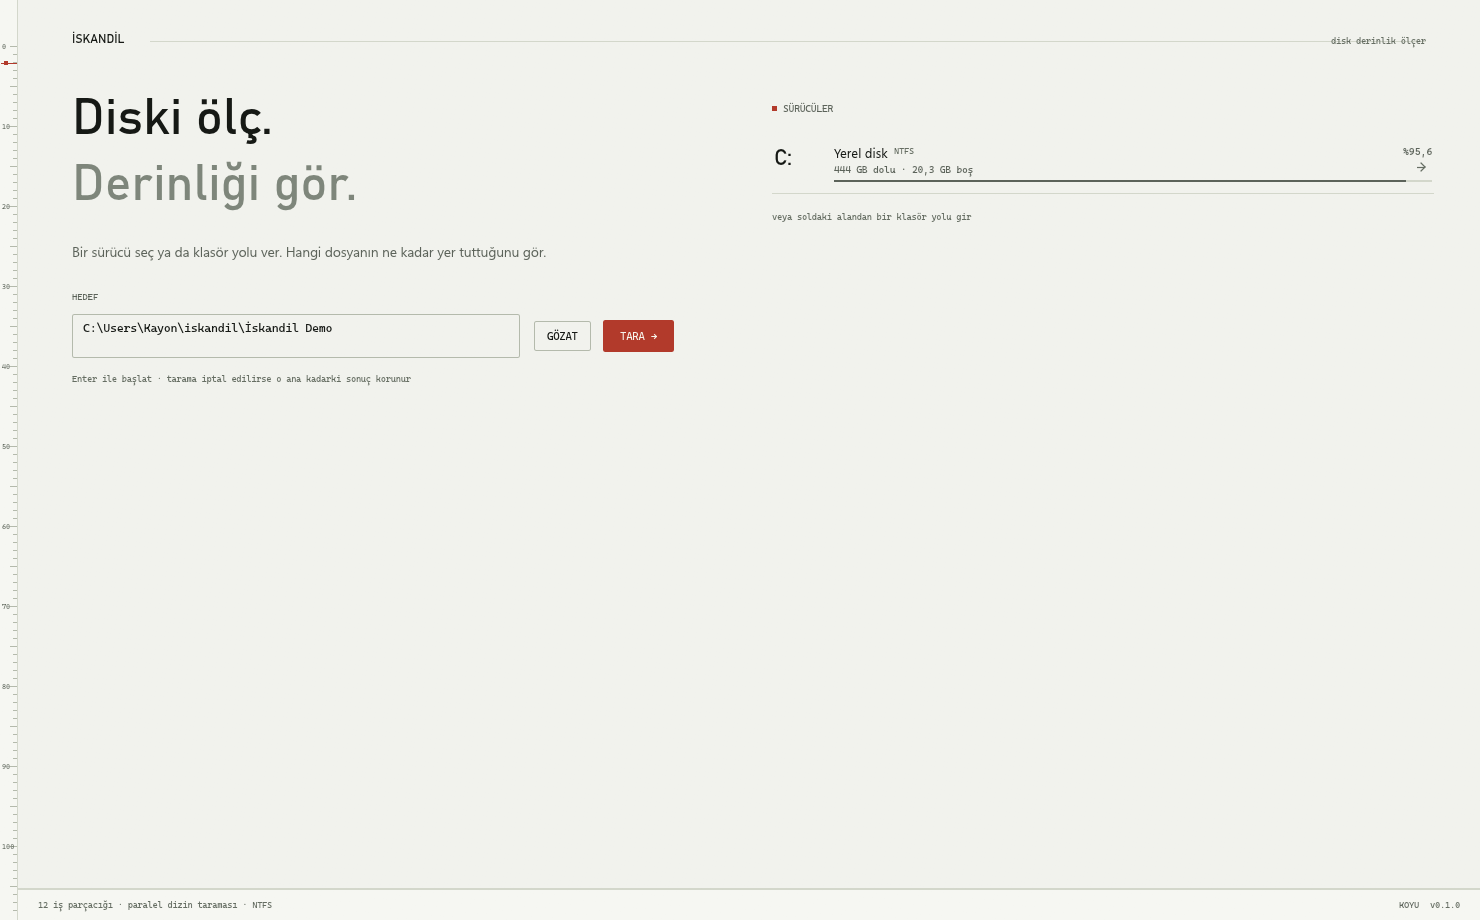 İSKANDİL
disk derinlik ölçer
Diski ölç.
Derinliği gör.
Bir sürücü seç ya da klasör yolu ver. Hangi dosyanın ne kadar yer tuttuğunu gör.
HEDEF
C:\Users\Kayon\iskandil\İskandil Demo
GÖZAT
TARA →
Enter ile başlat · tarama iptal edilirse o ana kadarki sonuç korunur
SÜRÜCÜLER
C:
Yerel disk NTFS
%95,6
444 GB dolu · 20,3 GB boş
→
veya soldaki alandan bir klasör yolu gir
0
10
20
30
40
50
60
70
80
90
100
12 iş parçacığı · paralel dizin taraması · NTFS
KOYU v0.1.0